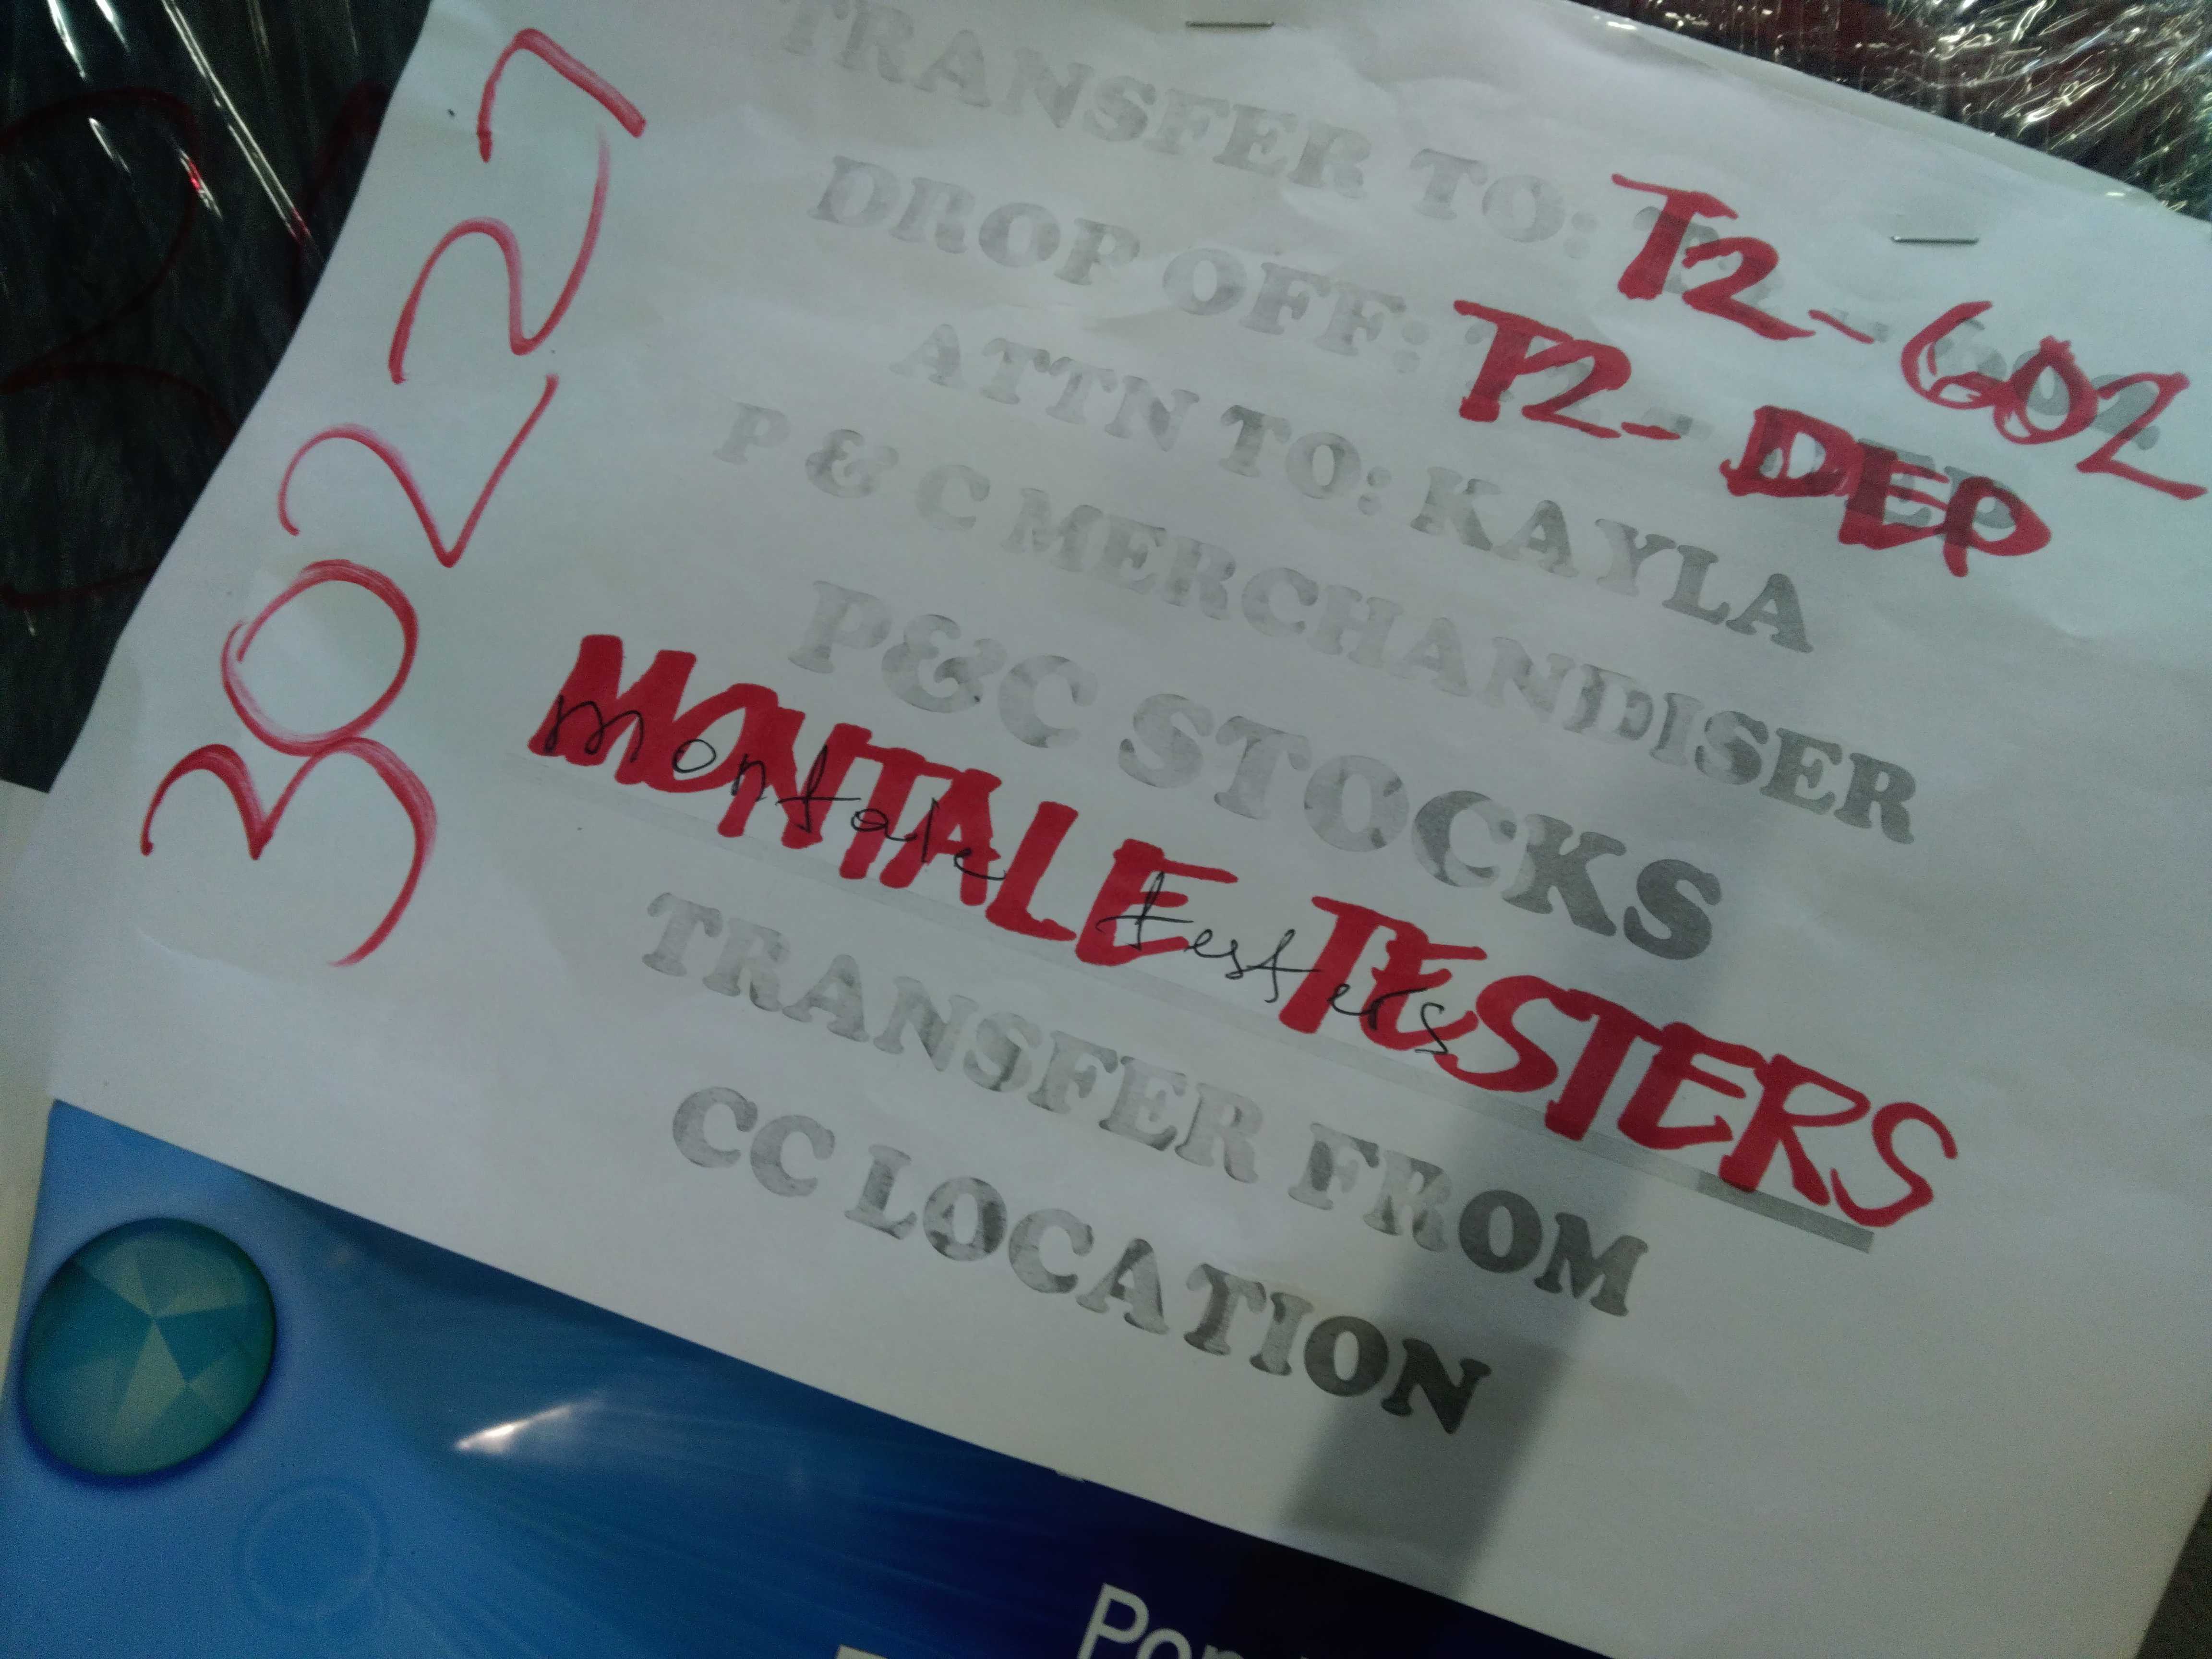 TRANSFER TO: T2-602
DROP OFF: T2-DEP
ATTN TO: KAYLA
P & C MERCHANDISER
P&C STOCKS
MONTALE TESTERS
montale testers
TRANSFER FROM
CC LOCATION
30227